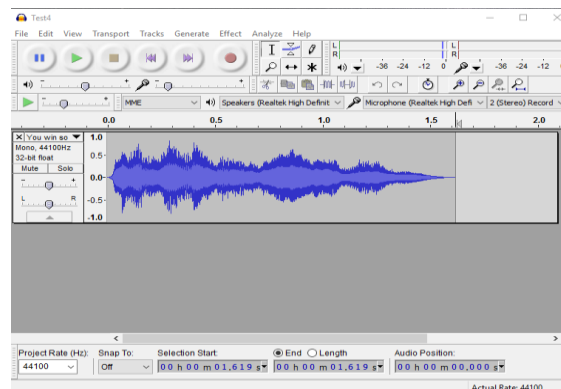 Test4
File Edit View Transport Tracks Generate Effect Analyze Help
L
R
-36 -24 -12 0
L
R
-36 -24 -12
MME
Speakers (Realtek High Definit
Microphone (Realtek High Defi
2 (Stereo) Record
0.0 0.5 1.0 1.5 2.0
X You win so
Mono, 44100Hz
32-bit float
Mute Solo
- +
L R
1.0
0.5-
0.0-
-0.5-
-1.0
Project Rate (Hz): Snap To: Selection Start: End Length Audio Position:
44100 Off 00 h 00 m 01.619 s 00 h 00 m 01.619 s 00 h 00 m 00.000 s
Actual Rate: 44100